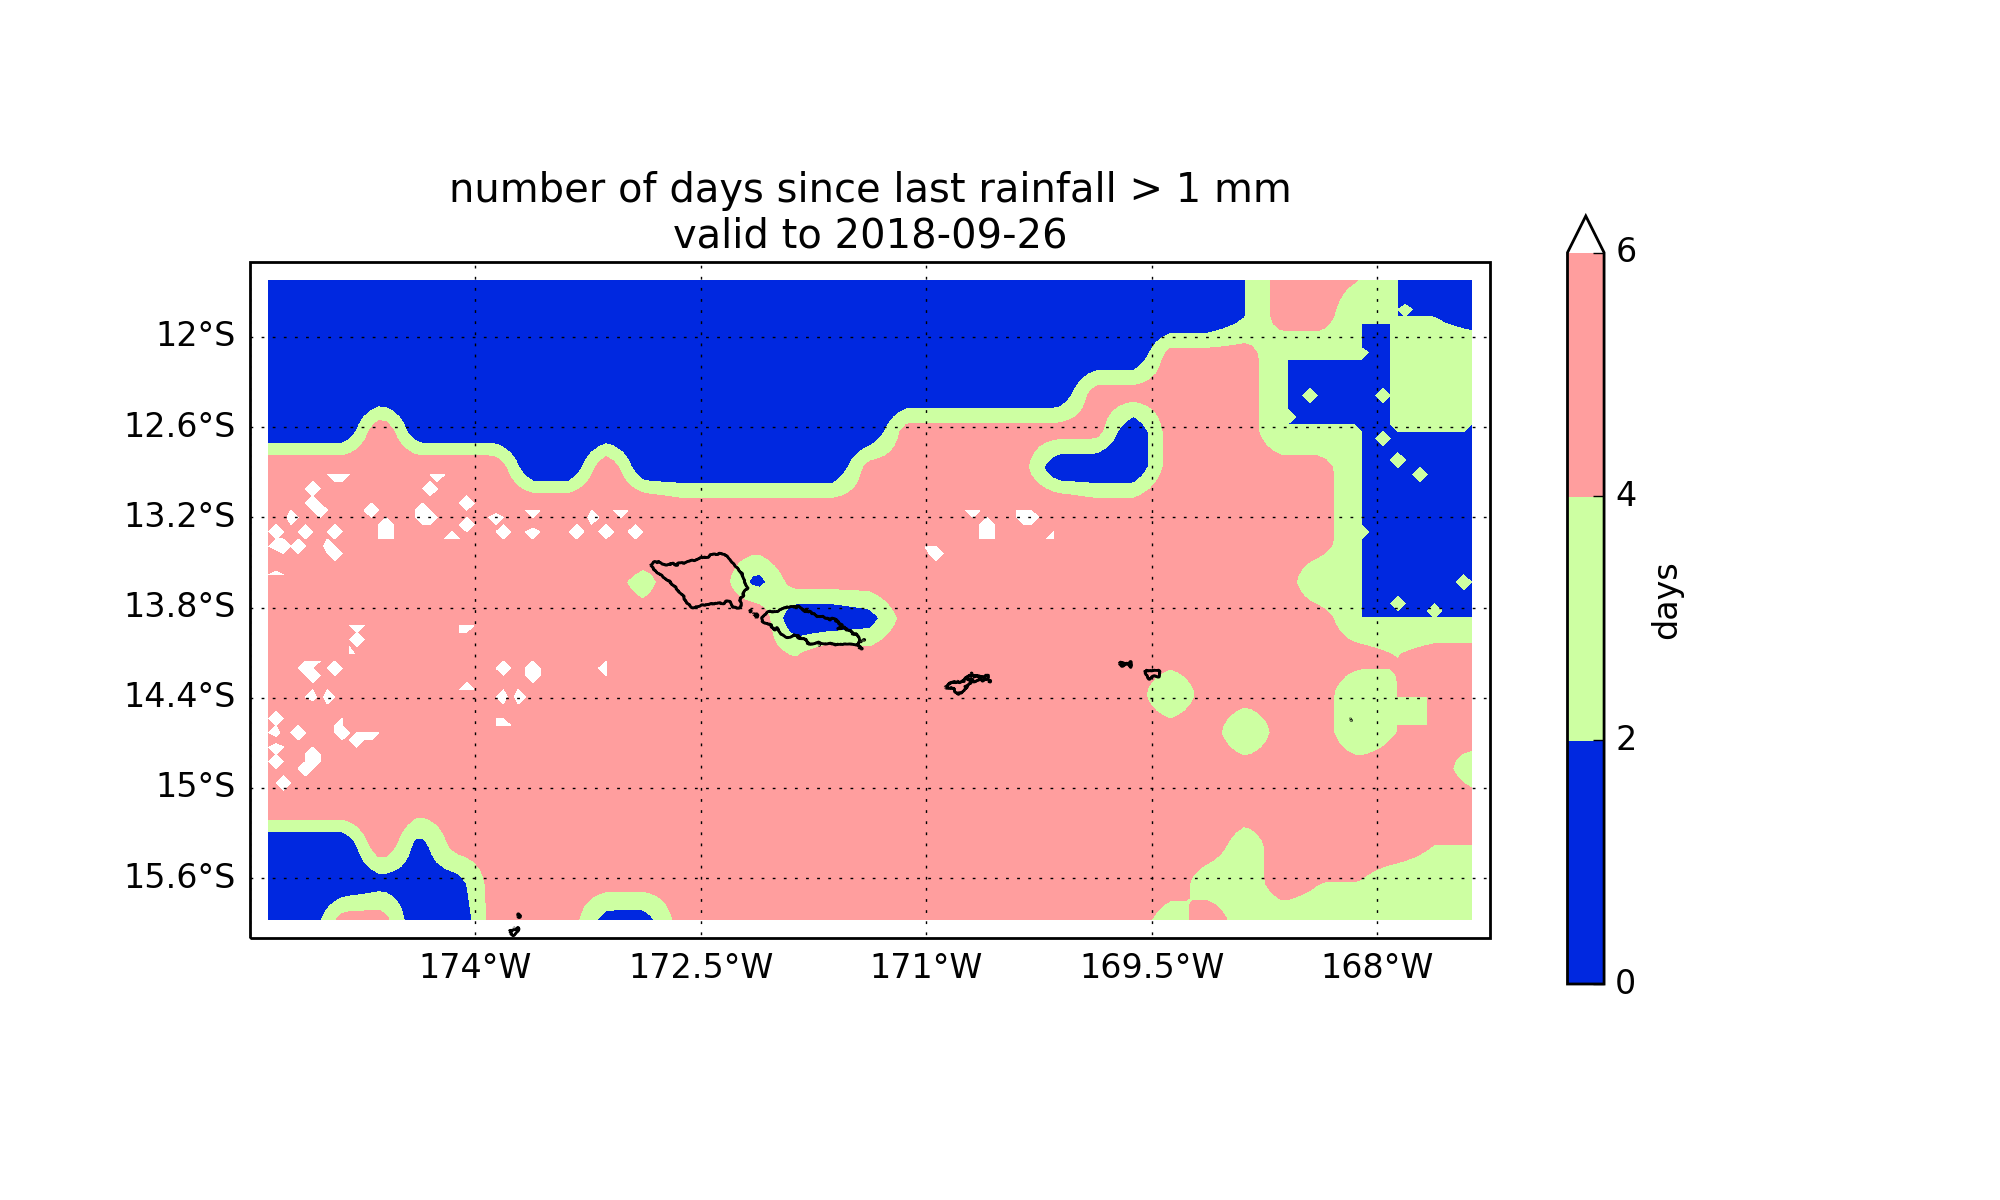 number of days since last rainfall > 1 mm
valid to 2018-09-26
12°S
12.6°S
13.2°S
13.8°S
14.4°S
15°S
15.6°S
174°W 172.5°W 171°W 169.5°W 168°W
6
4
2
0
days